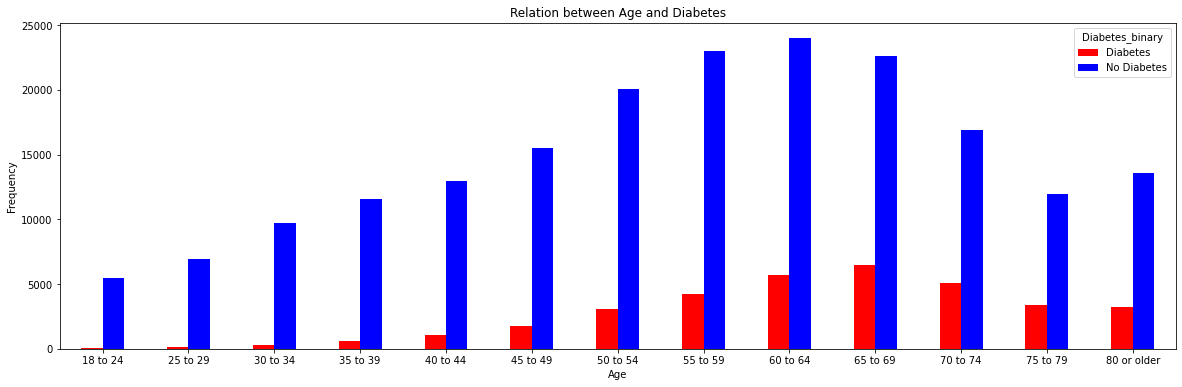 Relation between Age and Diabetes
25000
20000
15000
10000
5000
0
Frequency
Diabetes_binary
Diabetes
No Diabetes
18 to 24 25 to 29 30 to 34 35 to 39 40 to 44 45 to 49 50 to 54 55 to 59 60 to 64 65 to 69 70 to 74 75 to 79 80 or older
Age